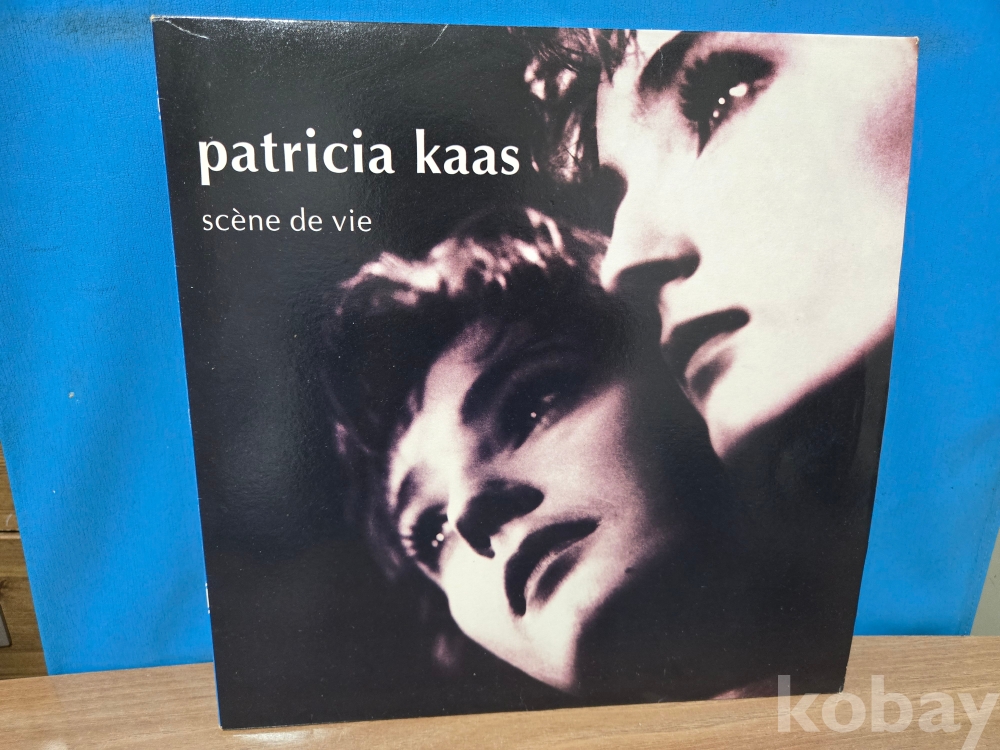 patricia kaas
scène de vie
kobay